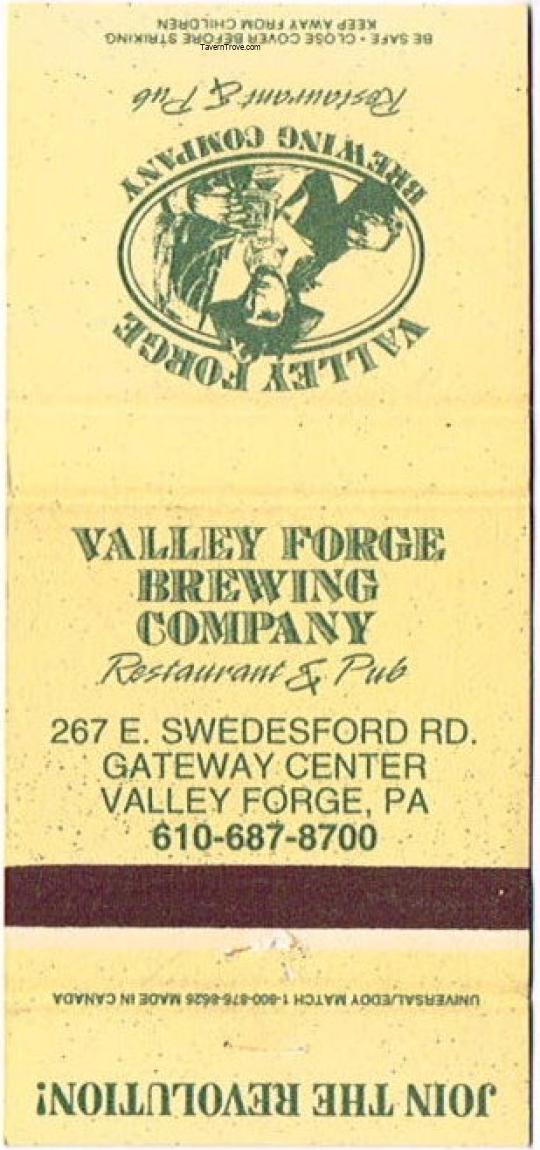 BE SAFE • CLOSE COVER BEFORE STRIKING
KEEP AWAY FROM CHILDREN
TavernTrove.com
VALLEY FORGE
BREWING COMPANY
Restaurant & Pub
VALLEY FORGE
BREWING
COMPANY
Restaurant & Pub
267 E. SWEDESFORD RD.
GATEWAY CENTER
VALLEY FORGE, PA
610-687-8700
UNIVERSAL/EDDY MATCH 1-800-876-8626 MADE IN CANADA
JOIN THE REVOLUTION!